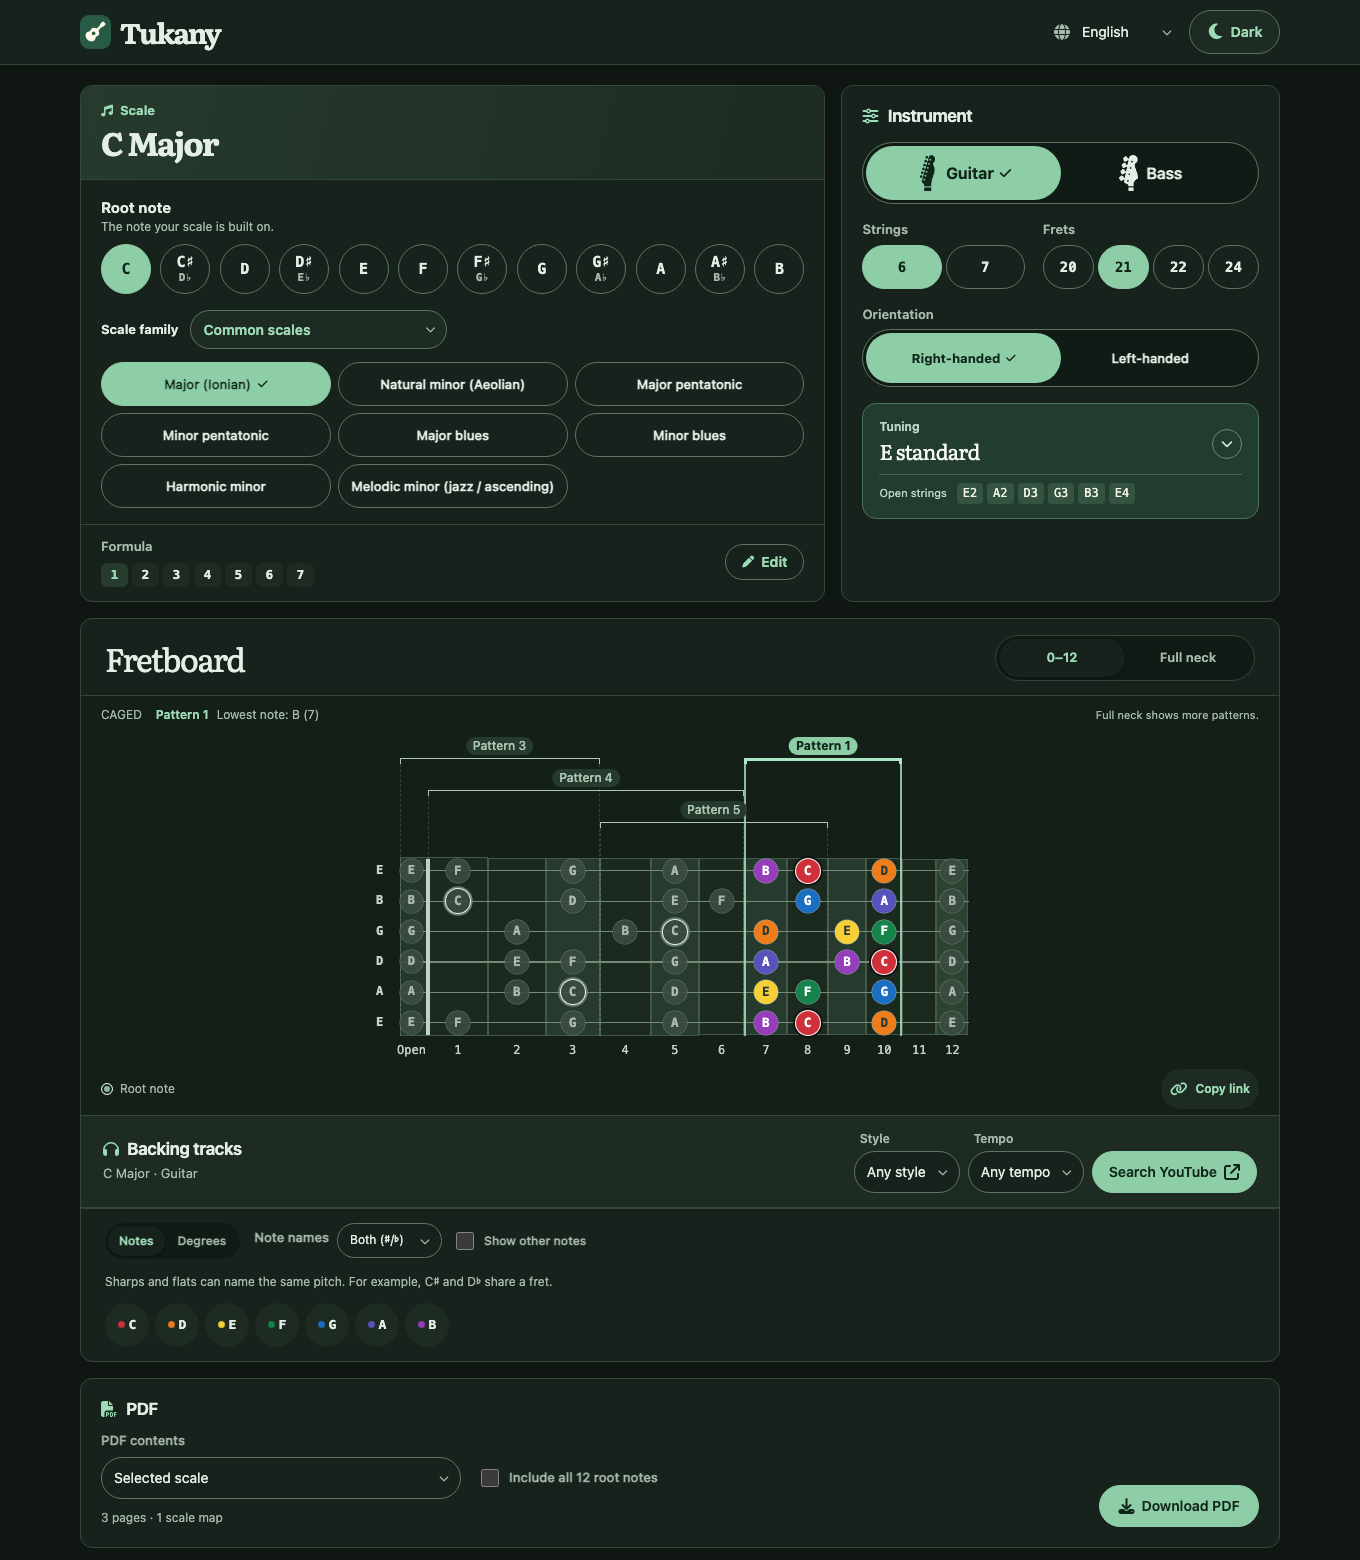 Tukany
English
Dark
Scale
C Major
Root note
The note your scale is built on.
C C♯ D D♯ E F F♯ G G♯ A A♯ B
D♭ E♭ G♭ A♭ B♭
Scale family Common scales
Major (Ionian) Natural minor (Aeolian) Major pentatonic
Minor pentatonic Major blues Minor blues
Harmonic minor Melodic minor (jazz / ascending)
Formula
1 2 3 4 5 6 7
Edit
Instrument
Guitar Bass
Strings Frets
6 7 20 21 22 24
Orientation
Right-handed Left-handed
Tuning
E standard
Open strings E2 A2 D3 G3 B3 E4
Fretboard
0–12 Full neck
CAGED Pattern 1 Lowest note: B (7)
Full neck shows more patterns.
Pattern 3 Pattern 1
Pattern 4
Pattern 5
E E F G A B C D E
B B C D E F G A B
G G A B C D E F G
D D E F G A B C D
A A B C D E F G A
E E F G A B C D E
Open 1 2 3 4 5 6 7 8 9 10 11 12
Root note
Copy link
Backing tracks
C Major · Guitar
Style Tempo
Any style Any tempo Search YouTube
Notes Degrees Note names Both (♯/♭) Show other notes
Sharps and flats can name the same pitch. For example, C♯ and D♭ share a fret.
C D E F G A B
PDF
PDF contents
Selected scale Include all 12 root notes
3 pages · 1 scale map
Download PDF